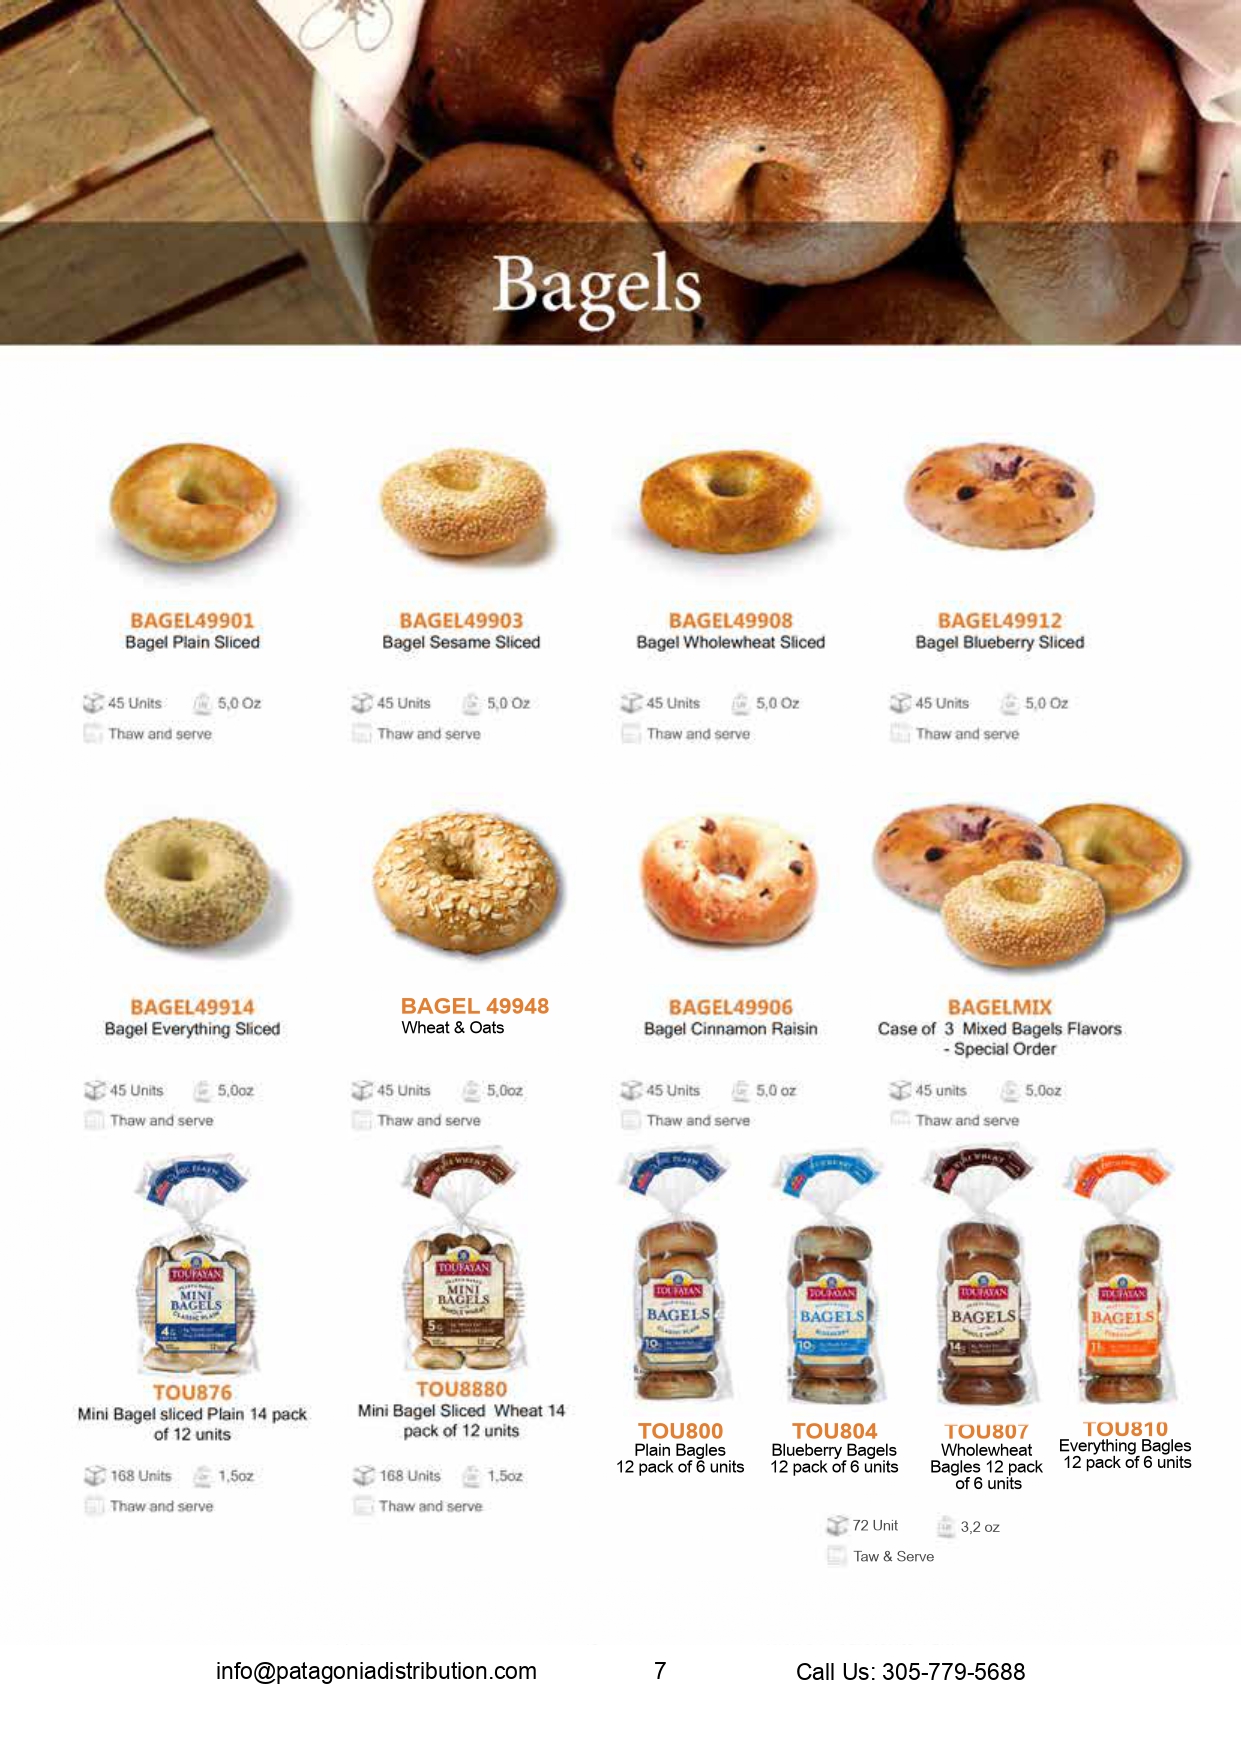 Bagels
BAGEL49901
Bagel Plain Sliced
45 Units 5,0 Oz
Thaw and serve
BAGEL49903
Bagel Sesame Sliced
45 Units 5,0 Oz
Thaw and serve
BAGEL49908
Bagel Wholewheat Sliced
45 Units 5,0 Oz
Thaw and serve
BAGEL49912
Bagel Blueberry Sliced
45 Units 5,0 Oz
Thaw and serve
BAGEL49914
Bagel Everything Sliced
45 Units 5,0oz
Thaw and serve
BAGEL 49948
Wheat & Oats
45 Units 5,0oz
Thaw and serve
BAGEL49906
Bagel Cinnamon Raisin
45 Units 5,0 oz
Thaw and serve
BAGELMIX
Case of 3 Mixed Bagels Flavors
- Special Order
45 units 5,0oz
Thaw and serve
TOUFAYAN
MINI
BAGELS
CLASSIC PLAIN
TOU876
Mini Bagel sliced Plain 14 pack
of 12 units
168 Units 1,5oz
Thaw and serve
TOUFAYAN
MINI
BAGELS
WHOLE WHEAT
TOU8880
Mini Bagel Sliced Wheat 14
pack of 12 units
168 Units 1,5oz
Thaw and serve
TOUFAYAN
BAGELS
CLASSIC PLAIN
TOU800
Plain Bagles
12 pack of 6 units
TOUFAYAN
BAGELS
BLUEBERRY
TOU804
Blueberry Bagels
12 pack of 6 units
TOUFAYAN
BAGELS
WHOLE WHEAT
TOU807
Wholewheat
Bagles 12 pack
of 6 units
TOUFAYAN
BAGELS
TOU810
Everything Bagles
12 pack of 6 units
72 Unit 3,2 oz
Taw & Serve
info@patagoniadistribution.com 7 Call Us: 305-779-5688